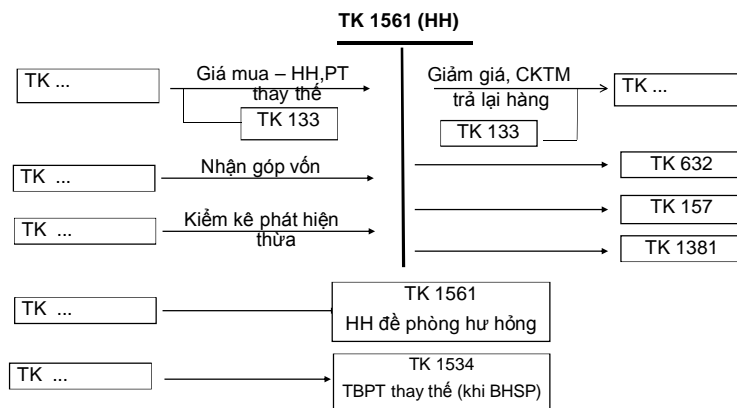 TK 1561 (HH)
TK ...
Giá mua – HH,PT
thay thế
TK 133
Giảm giá, CKTM
trả lại hàng
TK 133
TK ...
TK ...
Nhận góp vốn
TK 632
TK ...
Kiểm kê phát hiện
thừa
TK 157
TK 1381
TK ...
TK 1561
HH đề phòng hư hỏng
TK ...
TK 1534
TBPT thay thế (khi BHSP)